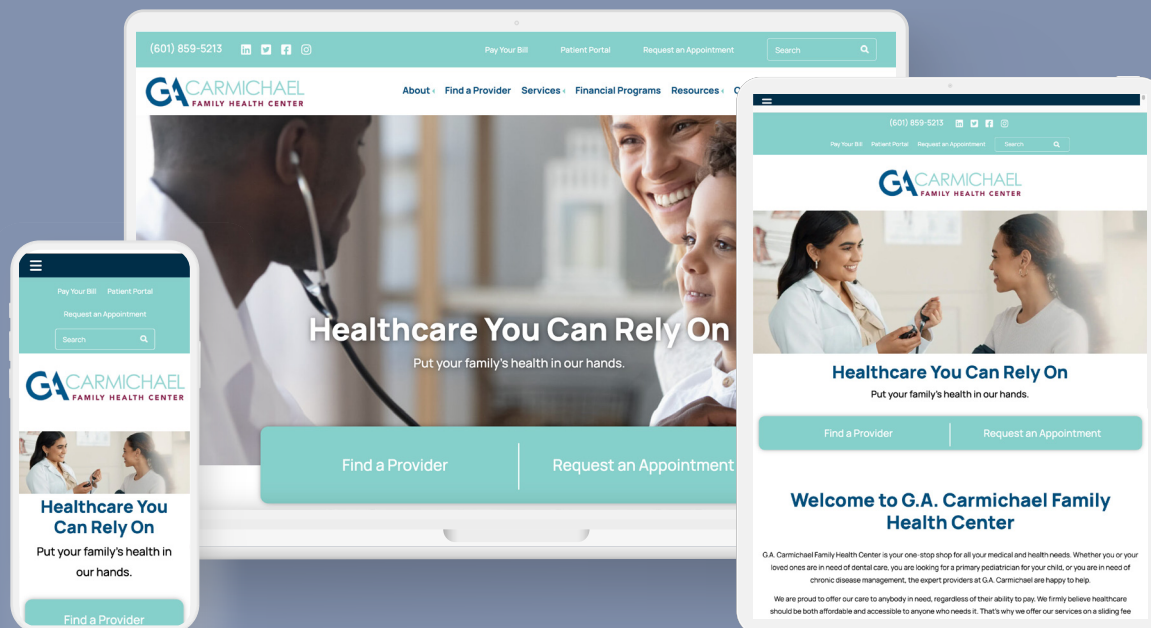 (601) 859-5213
Pay Your Bill
Patient Portal
Request an Appointment
Search
GA CARMICHAEL
FAMILY HEALTH CENTER
About
Find a Provider
Services
Financial Programs
Resources
Healthcare You Can Rely On
Put your family's health in our hands.
Find a Provider
Request an Appointment
Pay Your Bill
Patient Portal
Request an Appointment
Search
GA CARMICHAEL
FAMILY HEALTH CENTER
Healthcare You
Can Rely On
Put your family's health in
our hands.
Find a Provider
(601) 859-5213
Pay Your Bill
Patient Portal
Request an Appointment
Search
GA CARMICHAEL
FAMILY HEALTH CENTER
Healthcare You Can Rely On
Put your family's health in our hands.
Find a Provider
Request an Appointment
Welcome to G.A. Carmichael Family
Health Center
G.A. Carmichael Family Health Center is your one-stop shop for all your medical and health needs. Whether you or your
loved ones are in need of dental care, you are looking for a primary pediatrician for your child, or you are in need of
chronic disease management, the expert providers at G.A. Carmichael are happy to help.
We are proud to offer our care to anybody in need, regardless of their ability to pay. We firmly believe healthcare
should be both affordable and accessible to anyone who needs it. That's why we offer our services on a sliding fee